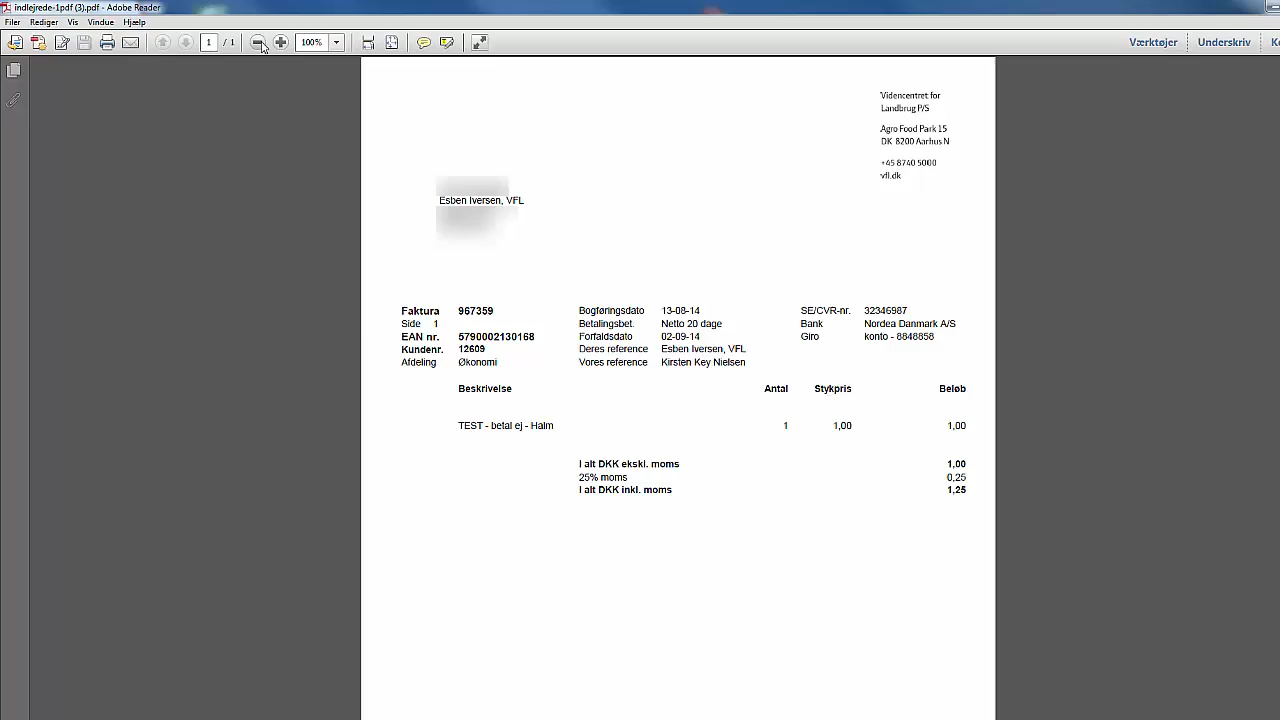 indlejrede-1pdf (3).pdf - Adobe Reader
Filer Rediger Vis Vindue Hjælp
1 / 1 100% Værktøjer Underskriv
Videncentret for
Landbrug P/S
Agro Food Park 15
DK 8200 Aarhus N
+45 8740 5000
vfl.dk
Esben Iversen, VFL
Faktura 967359 Bogføringsdato 13-08-14 SE/CVR-nr. 32346987
Side 1 Betalingsbet. Netto 20 dage Bank Nordea Danmark A/S
EAN nr. 5790002130168 Forfaldsdato 02-09-14 Giro konto - 8848858
Kundenr. 12609 Deres reference Esben Iversen, VFL
Afdeling Økonomi Vores reference Kirsten Key Nielsen
Beskrivelse Antal Stykpris Beløb
TEST - betal ej - Halm 1 1,00 1,00
I alt DKK ekskl. moms 1,00
25% moms 0,25
I alt DKK inkl. moms 1,25